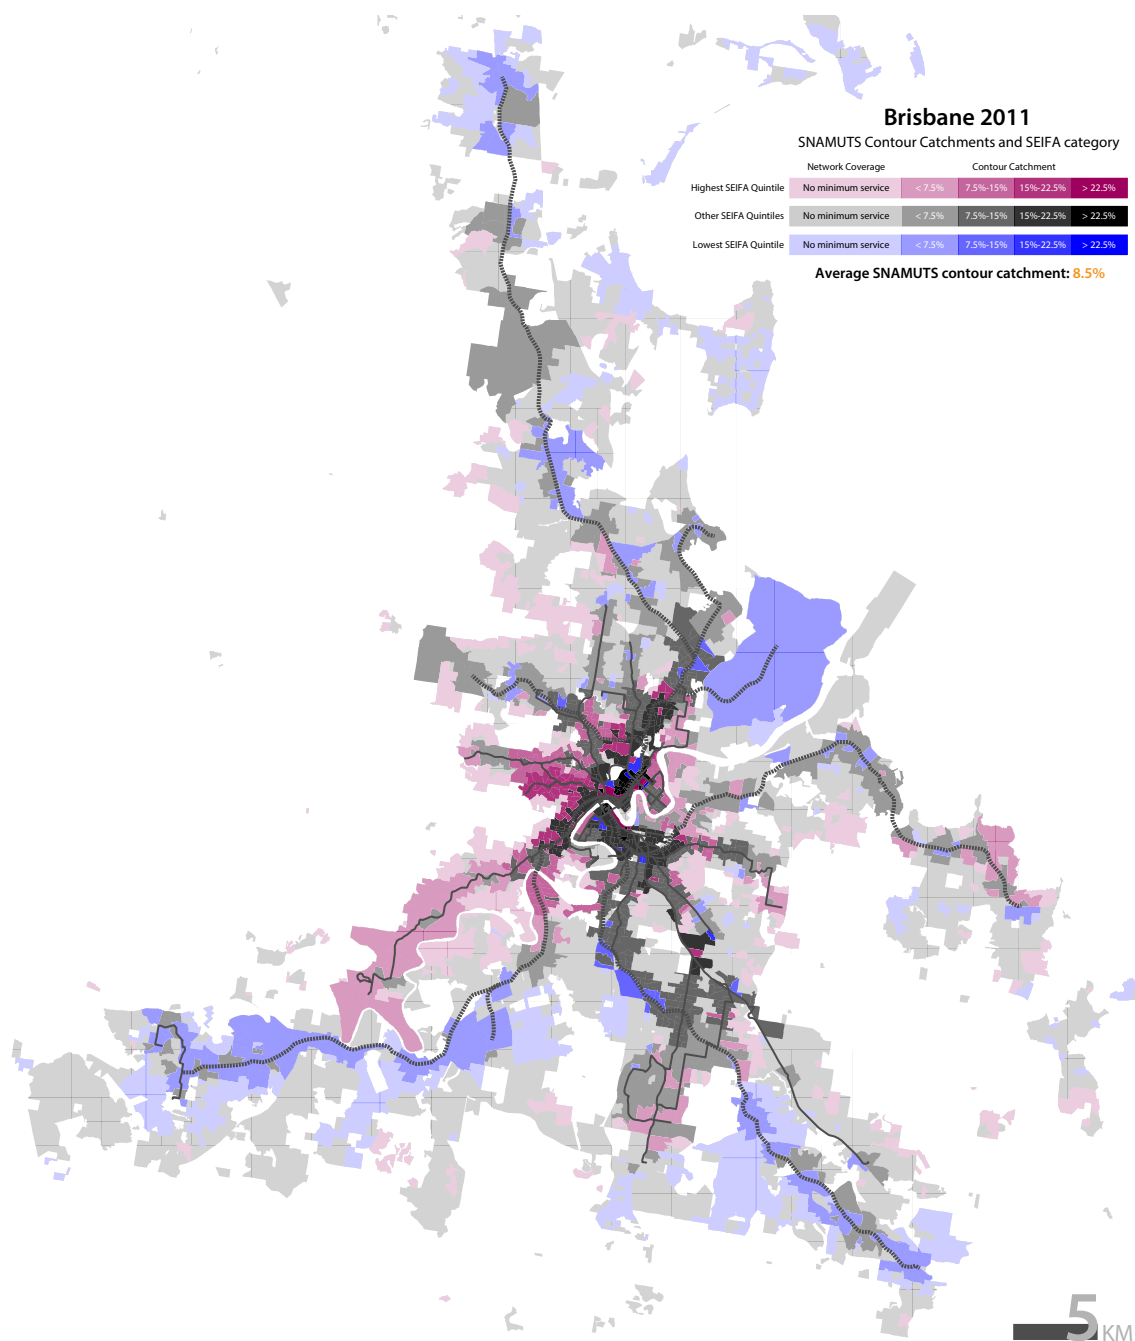 Brisbane 2011
SNAMUTS Contour Catchments and SEIFA category
Network Coverage Contour Catchment
Highest SEIFA Quintile No minimum service < 7.5% 7.5%-15% 15%-22.5% > 22.5%
Other SEIFA Quintiles No minimum service < 7.5% 7.5%-15% 15%-22.5% > 22.5%
Lowest SEIFA Quintile No minimum service < 7.5% 7.5%-15% 15%-22.5% > 22.5%
Average SNAMUTS contour catchment: 8.5%
5 KM